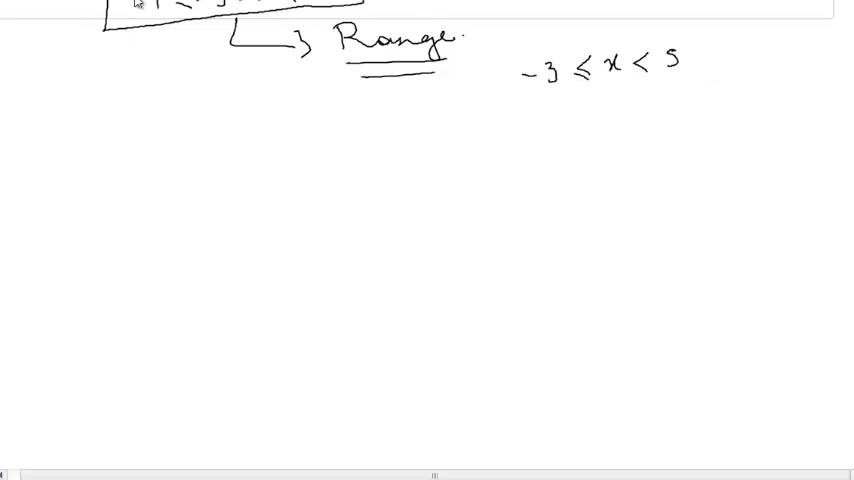 Range.
-3 ≤ x < 5